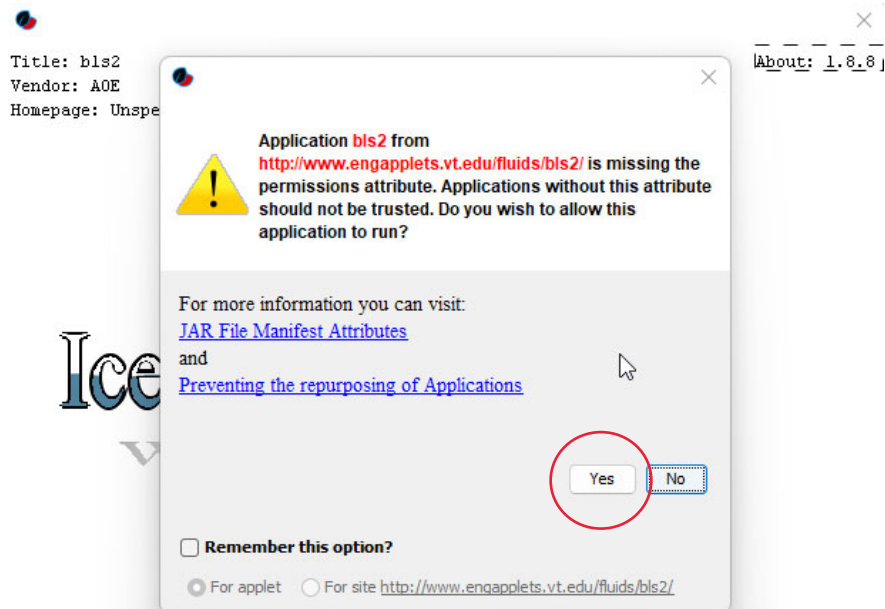 Title: bls2
Vendor: AOE
Homepage: Unspe
About: 1.8.8
Application bls2 from
http://www.engapplets.vt.edu/fluids/bls2/ is missing the
permissions attribute. Applications without this attribute
should not be trusted. Do you wish to allow this
application to run?
For more information you can visit:
JAR File Manifest Attributes
and
Preventing the repurposing of Applications
Ice
Yes No
Remember this option?
For applet For site http://www.engapplets.vt.edu/fluids/bls2/